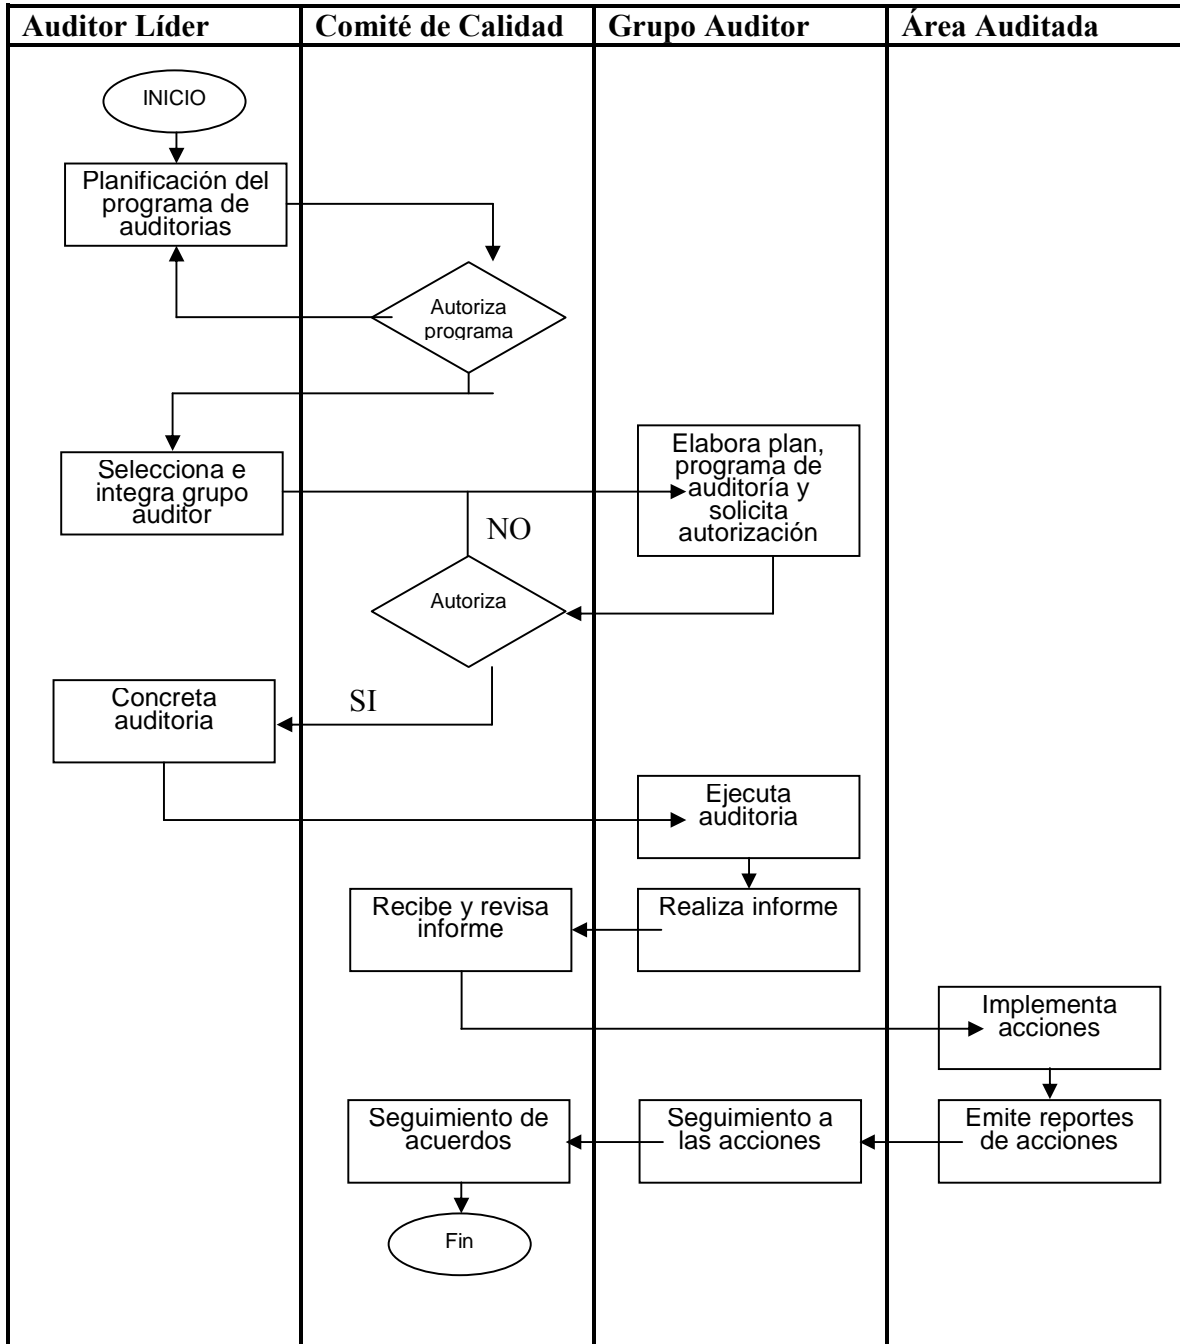 Auditor Líder Comité de Calidad Grupo Auditor Área Auditada
INICIO
Planificación del
programa de
auditorias
Autoriza
programa
Selecciona e
integra grupo
auditor
Elabora plan,
programa de
auditoría y
solicita
autorización
NO
Autoriza
SI
Concreta
auditoria
Ejecuta
auditoria
Realiza informe
Recibe y revisa
informe
Implementa
acciones
Emite reportes
de acciones
Seguimiento a
las acciones
Seguimiento de
acuerdos
Fin